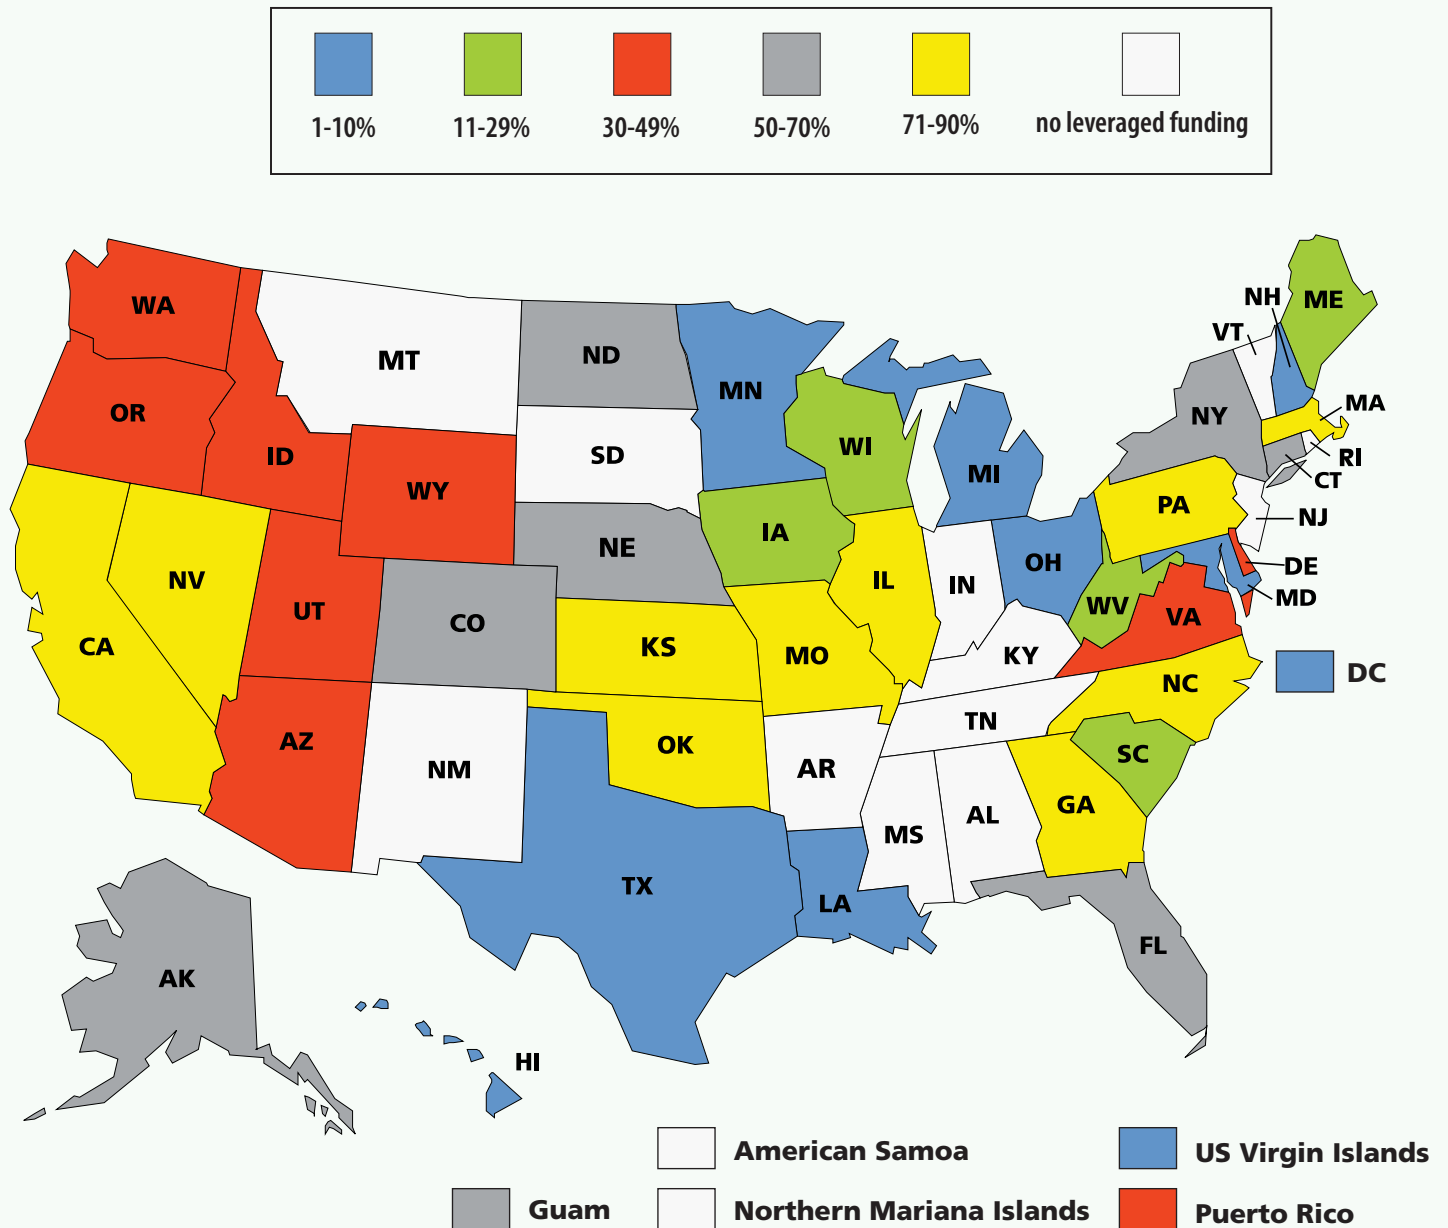 1-10%
11-29%
30-49%
50-70%
71-90%
no leveraged funding
WA
MT
ND
MN
OR
ID
WY
SD
WI
MI
NH
ME
VT
NY
MA
RI
CT
NJ
PA
DE
MD
NV
UT
CO
NE
IA
IL
IN
OH
WV
VA
CA
KS
MO
KY
DC
NC
AZ
NM
OK
AR
TN
SC
MS
AL
GA
TX
LA
FL
AK
HI
American Samoa
US Virgin Islands
Guam
Northern Mariana Islands
Puerto Rico